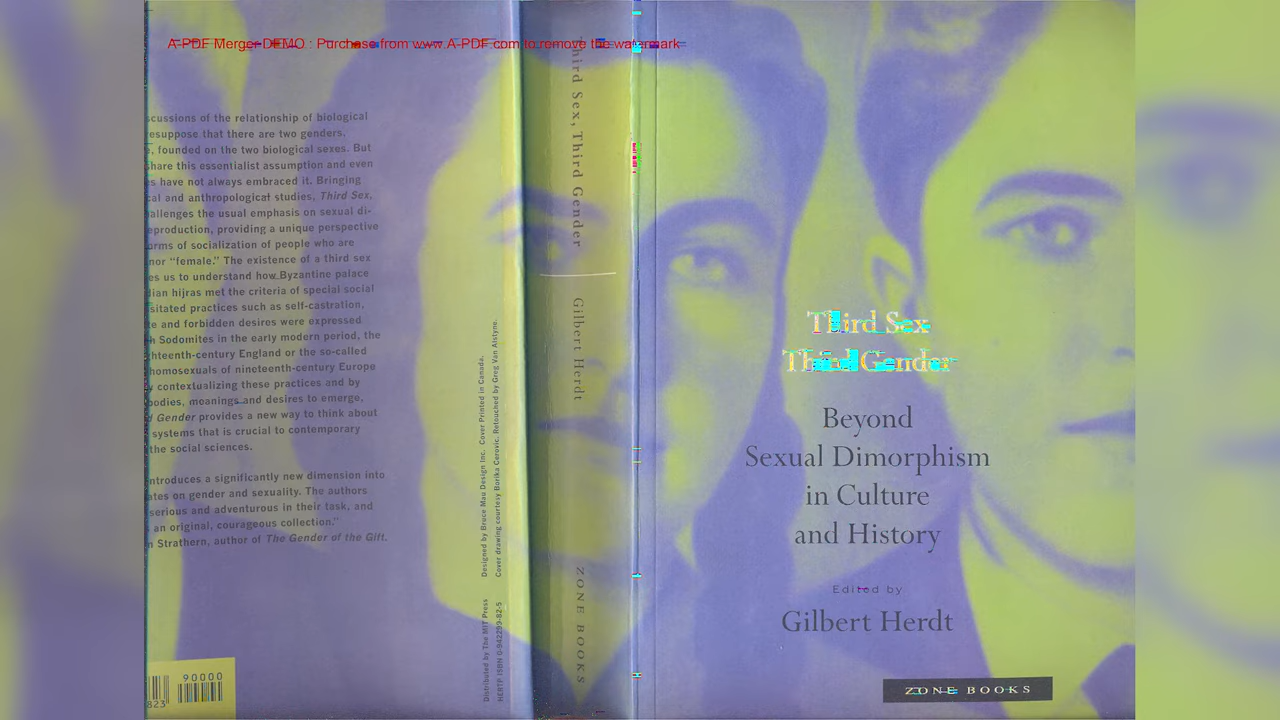 A-PDF Merger DEMO : Purchase from www.A-PDF.com to remove the watermark
scussions of the relationship of biological
resuppose that there are two genders,
, founded on the two biological sexes. But
share this essentialist assumption and even
s have not always embraced it. Bringing
cal and anthropological studies, Third Sex,
allenges the usual emphasis on sexual di-
eproduction, providing a unique perspective
orms of socialization of people who are
nor “female.” The existence of a third sex
es us to understand how Byzantine palace
dian hijras met the criteria of special social
sitated practices such as self-castration,
te and forbidden desires were expressed
h Sodomites in the early modern period, the
hteenth-century England or the so-called
homosexuals of nineteenth-century Europe
y contextualizing these practices and by
bodies, meanings and desires to emerge,
d Gender provides a new way to think about
systems that is crucial to contemporary
the social sciences.
ntroduces a significantly new dimension into
ates on gender and sexuality. The authors
serious and adventurous in their task, and
an original, courageous collection.”
n Strathern, author of The Gender of the Gift.
90000
823
Designed by Bruce Mau Design Inc. Cover Printed in Canada.
Cover drawing courtesy Borika Cerovic. Retouched by Greg Van Alstyne.
Distributed by The MIT Press
HERTP ISBN 0-942299-82-5
Third Sex, Third Gender
Gilbert Herdt
ZONE BOOKS
Third Sex
Third Gender
Beyond
Sexual Dimorphism
in Culture
and History
Edited by
Gilbert Herdt
ZONE BOOKS